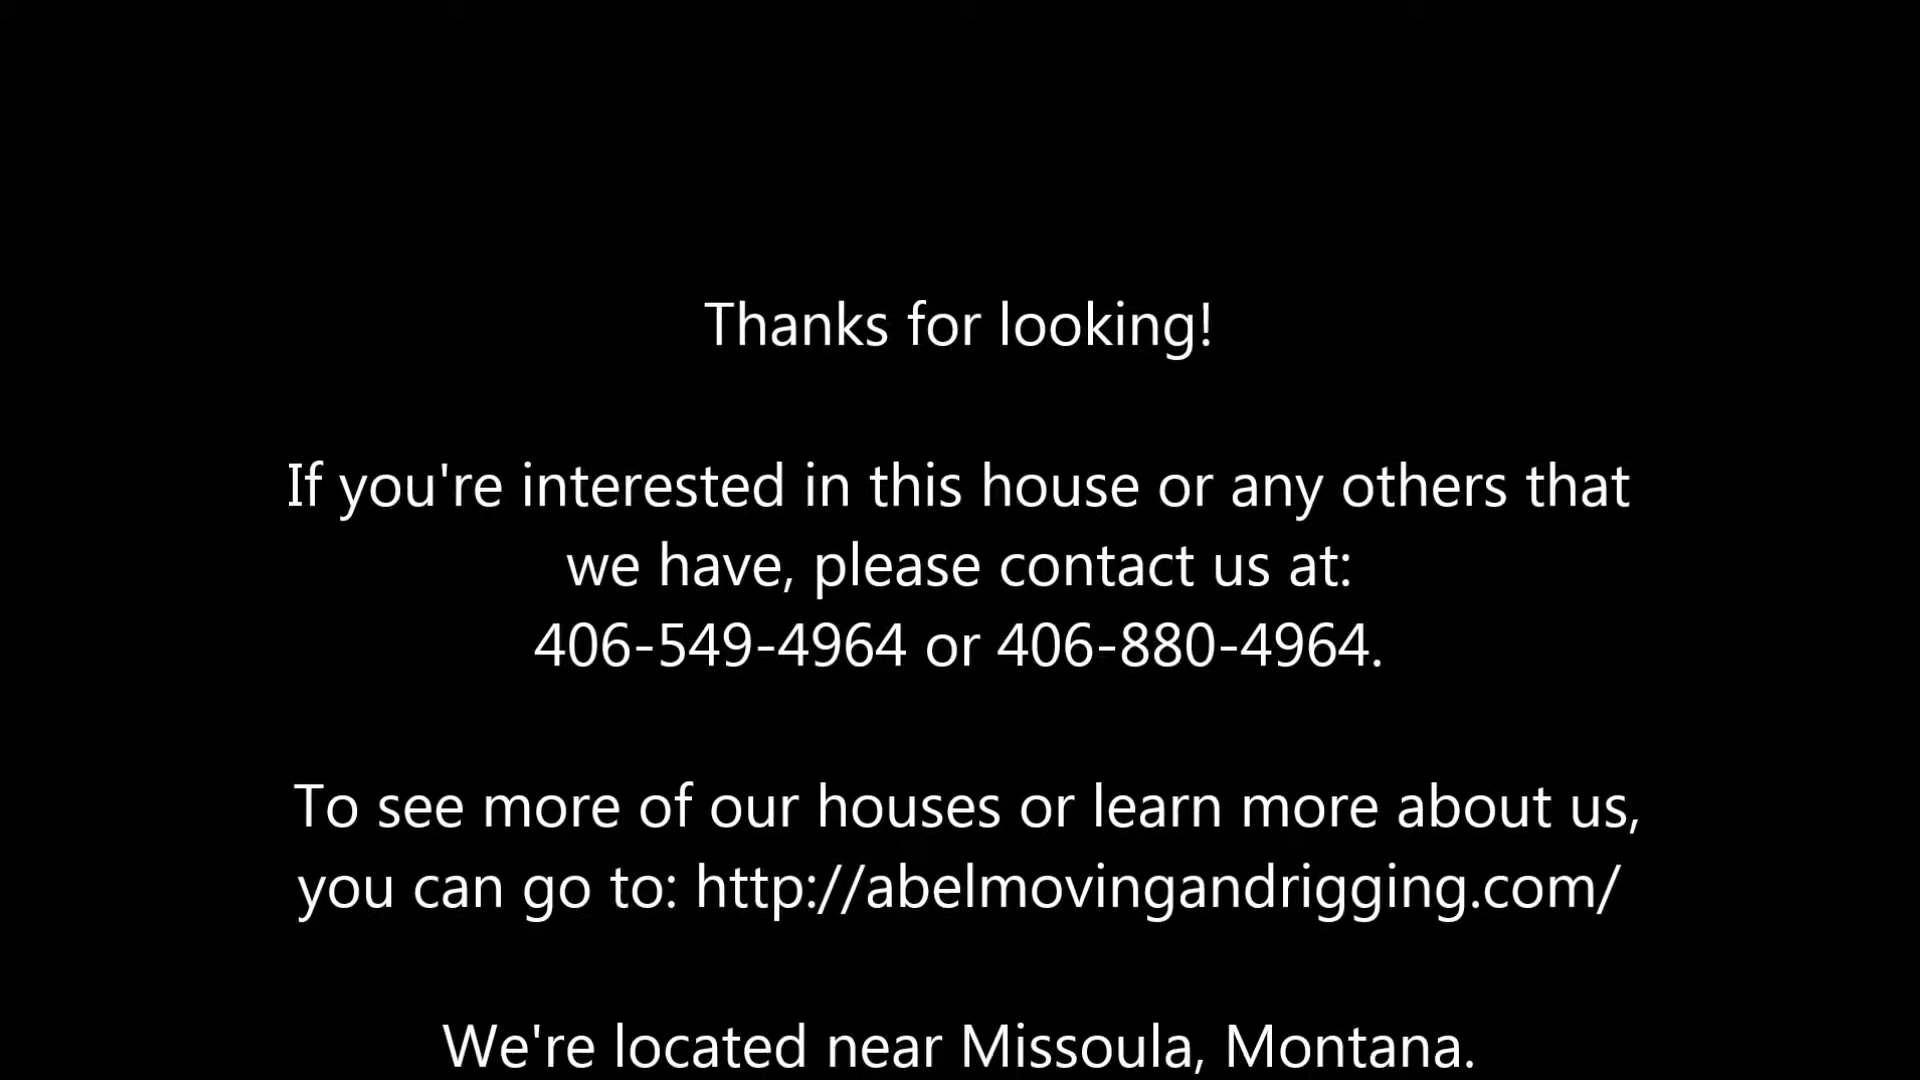 Thanks for looking!
If you're interested in this house or any others that
we have, please contact us at:
406-549-4964 or 406-880-4964.
To see more of our houses or learn more about us,
you can go to: http://abelmovingandrigging.com/
We're located near Missoula, Montana.